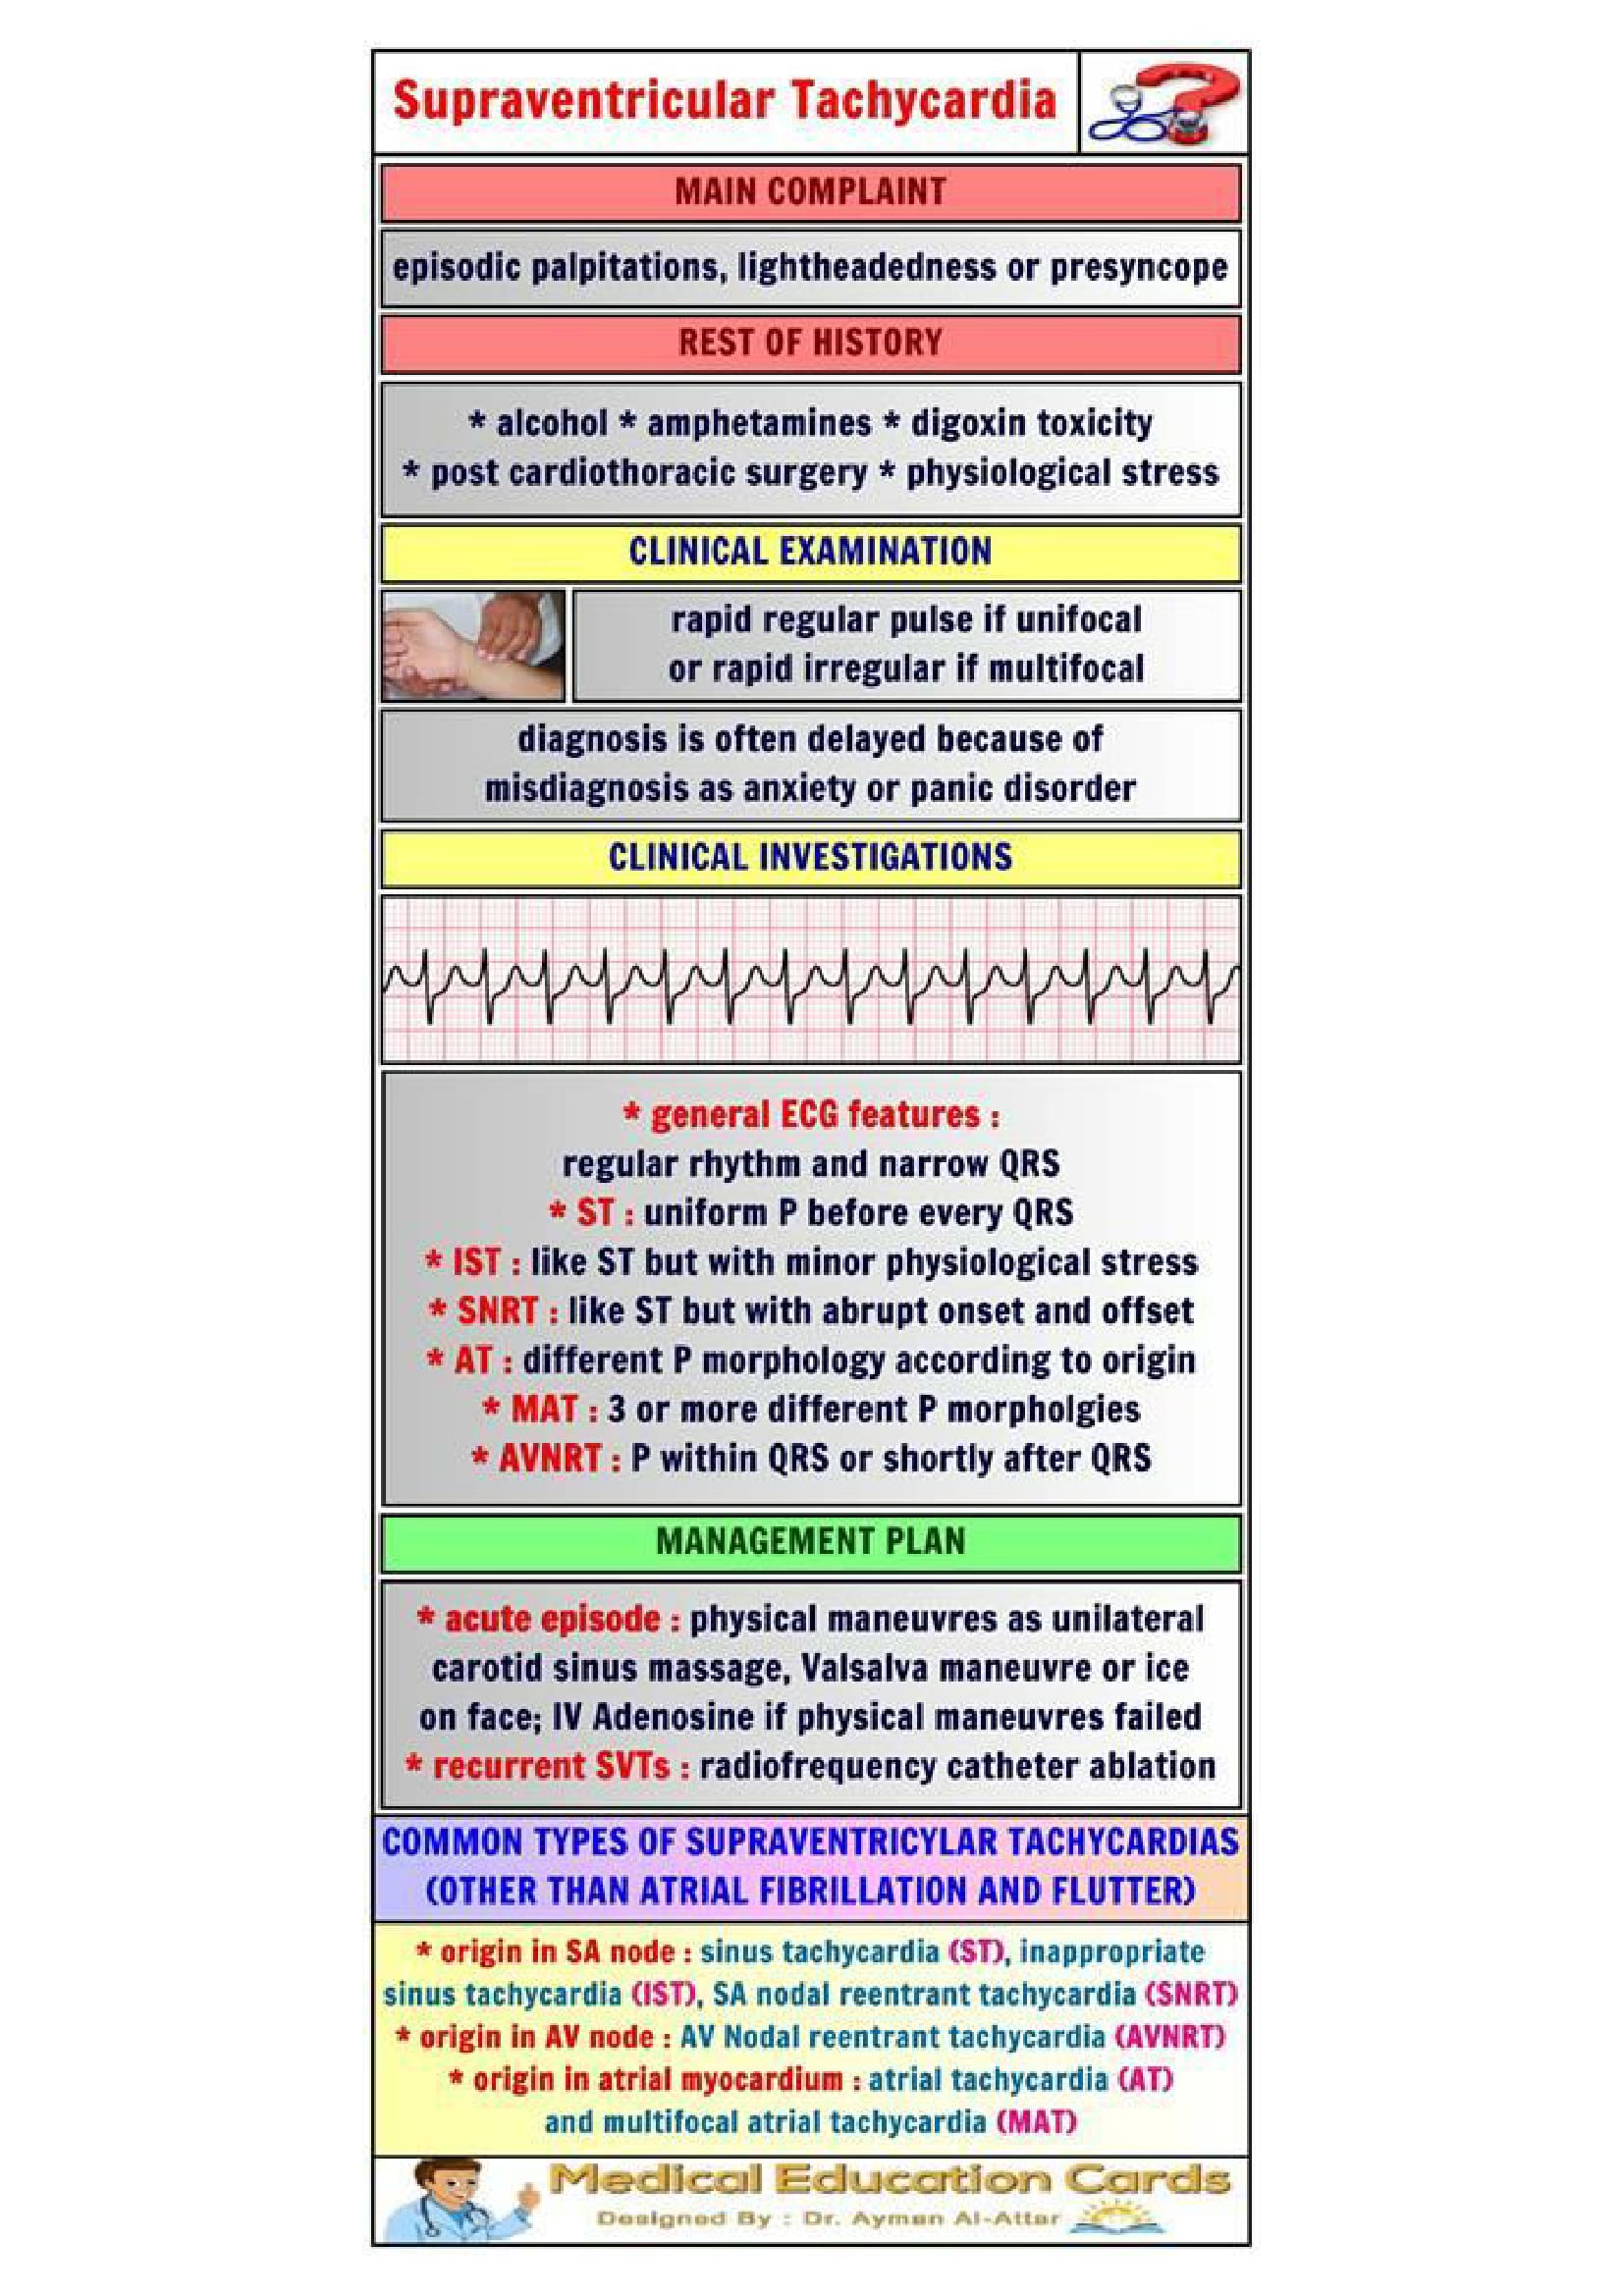 Supraventricular Tachycardia
MAIN COMPLAINT
episodic palpitations, lightheadedness or presyncope
REST OF HISTORY
* alcohol * amphetamines * digoxin toxicity
* post cardiothoracic surgery * physiological stress
CLINICAL EXAMINATION
rapid regular pulse if unifocal
or rapid irregular if multifocal
diagnosis is often delayed because of
misdiagnosis as anxiety or panic disorder
CLINICAL INVESTIGATIONS
* general ECG features :
regular rhythm and narrow QRS
* ST : uniform P before every QRS
* IST : like ST but with minor physiological stress
* SNRT : like ST but with abrupt onset and offset
* AT : different P morphology according to origin
* MAT : 3 or more different P morpholgies
* AVNRT : P within QRS or shortly after QRS
MANAGEMENT PLAN
* acute episode : physical maneuvres as unilateral
carotid sinus massage, Valsalva maneuvre or ice
on face; IV Adenosine if physical maneuvres failed
* recurrent SVTs : radiofrequency catheter ablation
COMMON TYPES OF SUPRAVENTRICYLAR TACHYCARDIAS
(OTHER THAN ATRIAL FIBRILLATION AND FLUTTER)
* origin in SA node : sinus tachycardia (ST), inappropriate
sinus tachycardia (IST), SA nodal reentrant tachycardia (SNRT)
* origin in AV node : AV Nodal reentrant tachycardia (AVNRT)
* origin in atrial myocardium : atrial tachycardia (AT)
and multifocal atrial tachycardia (MAT)
Medical Education Cards
Designed By : Dr. Ayman Al-Attar